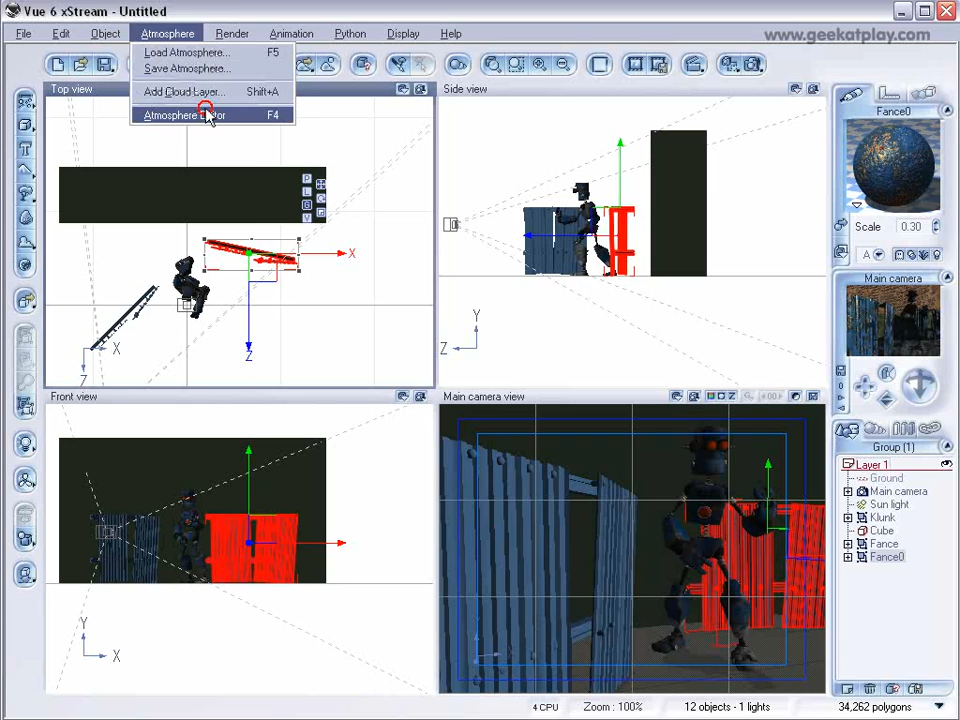 Vue 6 xStream - Untitled
File Edit Object Atmosphere Render Animation Python Display Help
www.geekatplay.com
Load Atmosphere... F5
Save Atmosphere...
Add Cloud Layer... Shift+A
Atmosphere Editor F4
Top view
Side view
Fance0
P
L
G
V
X
Z
X
Z
Y
Z
Scale 0.30
A
Main camera
Front view
Main camera view
Y
X
Group (1)
Layer 1
Ground
Main camera
Sun light
Klunk
Cube
Fance
Fance0
4 CPU Zoom : 100% 12 objects - 1 lights 34,262 polygons